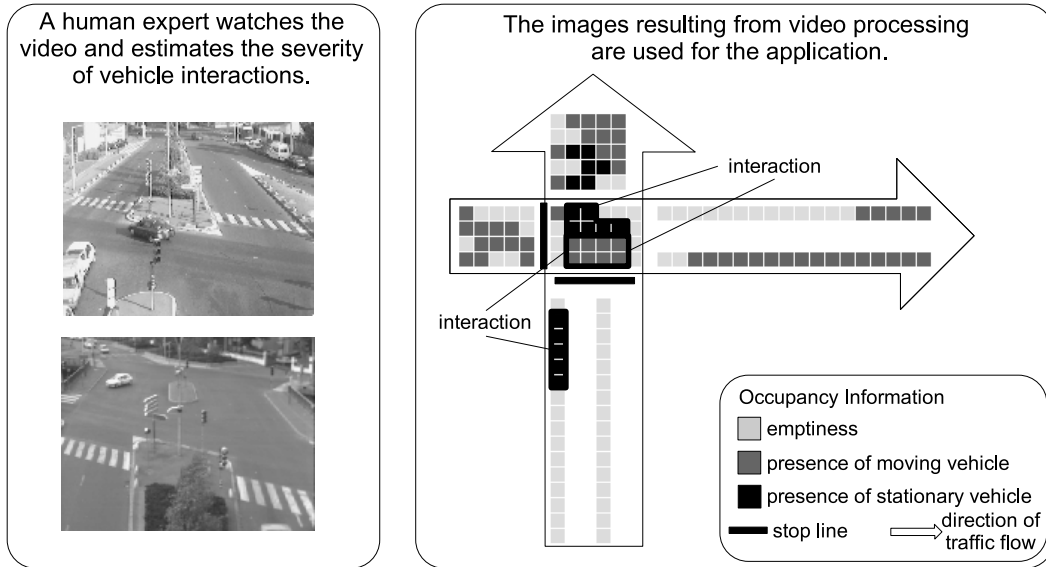 A human expert watches the
video and estimates the severity
of vehicle interactions.
The images resulting from video processing
are used for the application.
interaction
interaction
Occupancy Information
emptiness
presence of moving vehicle
presence of stationary vehicle
stop line
direction of
traffic flow